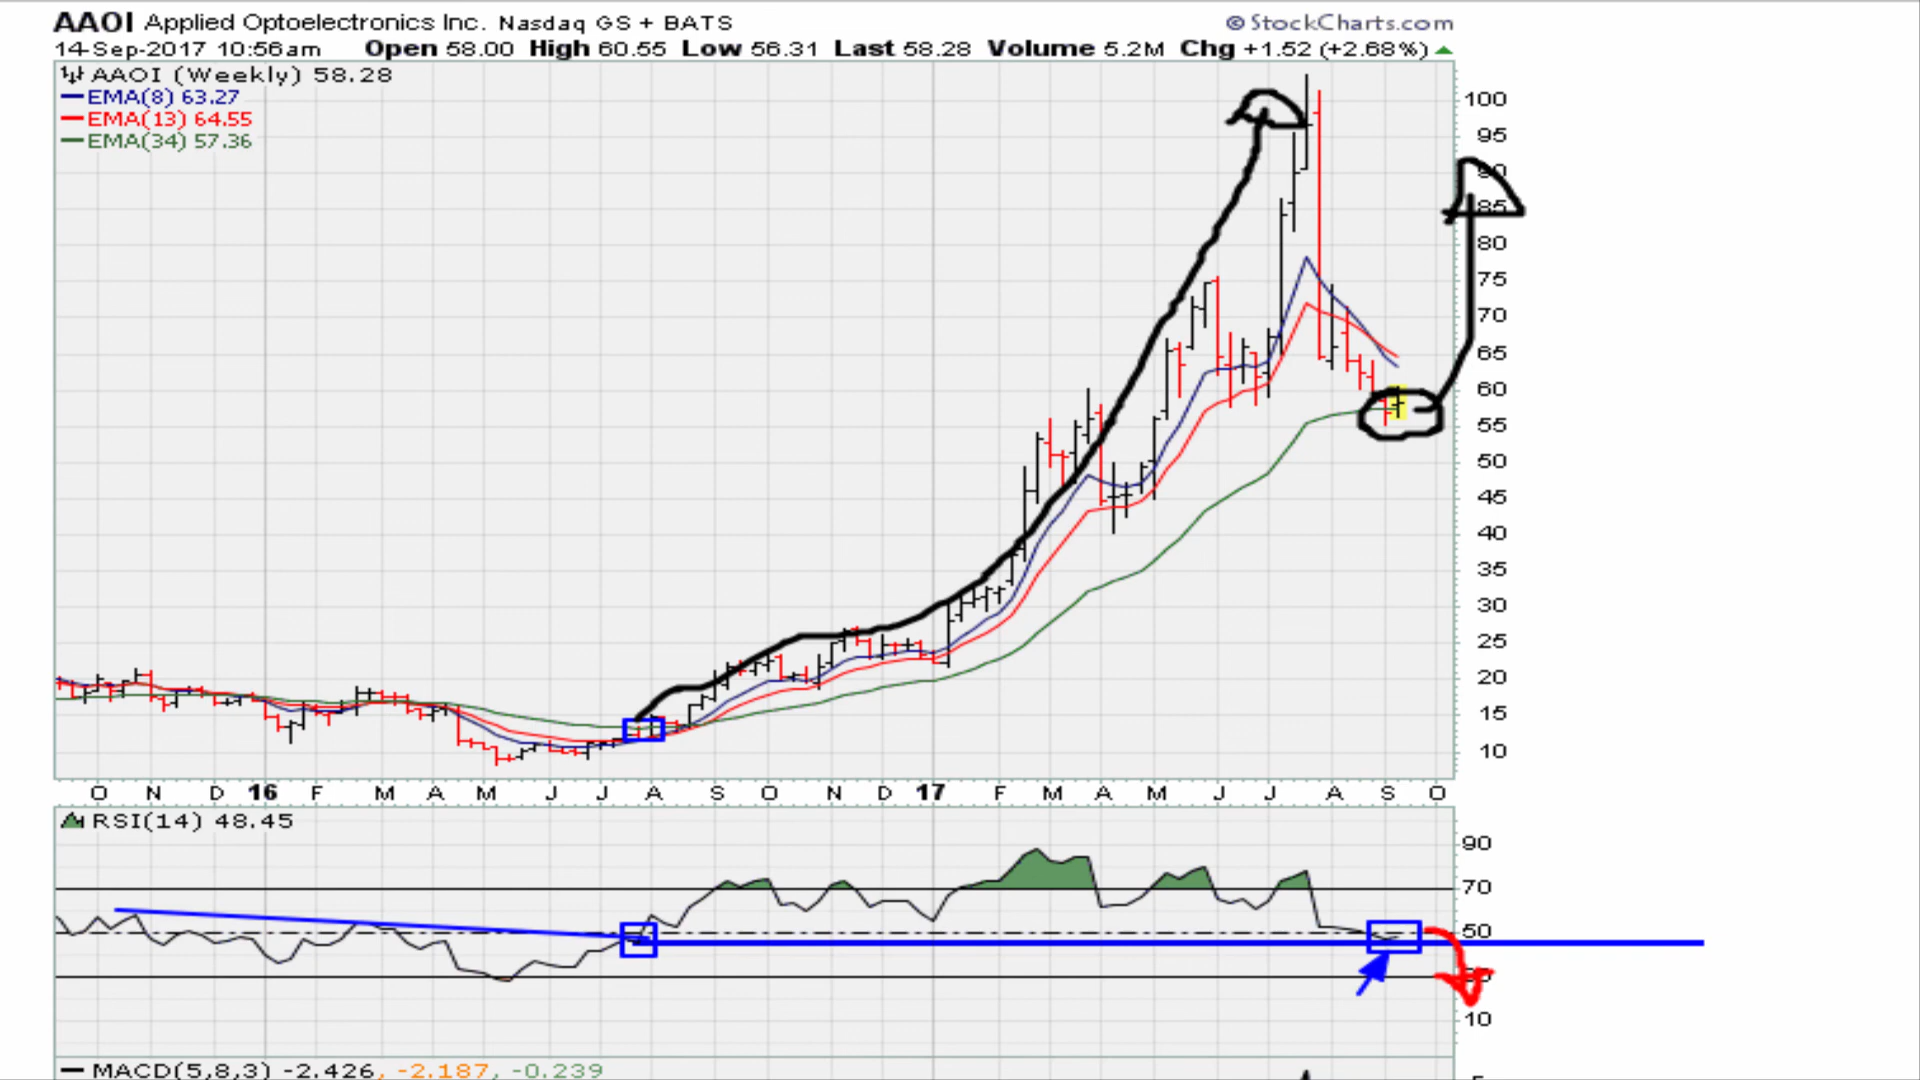 AAOI Applied Optoelectronics Inc. Nasdaq GS + BATS © StockCharts.com
14-Sep-2017 10:56am Open 58.00 High 60.55 Low 56.31 Last 58.28 Volume 5.2M Chg +1.52 (+2.68%)
AAOI (Weekly) 58.28
EMA(8) 63.27
EMA(13) 64.55
EMA(34) 57.36
100
95
90
85
80
75
70
65
60
55
50
45
40
35
30
25
20
15
10
O N D 16 F M A M J J A S O N D 17 F M A M J J A S O
RSI(14) 48.45
90
70
50
30
10
MACD(5,8,3) -2.426, -2.187, -0.239